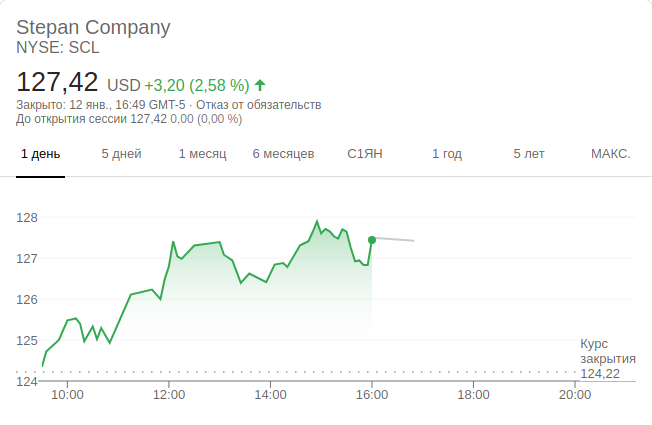 Stepan Company
NYSE: SCL
127,42 USD +3,20 (2,58 %)
Закрыто: 12 янв., 16:49 GMT-5 · Отказ от обязательств
До открытия сессии 127,42 0,00 (0,00 %)
1 день 5 дней 1 месяц 6 месяцев С1ЯН 1 год 5 лет МАКС.
128
127
126
125
124
Курс
закрытия
124,22
10:00 12:00 14:00 16:00 18:00 20:00